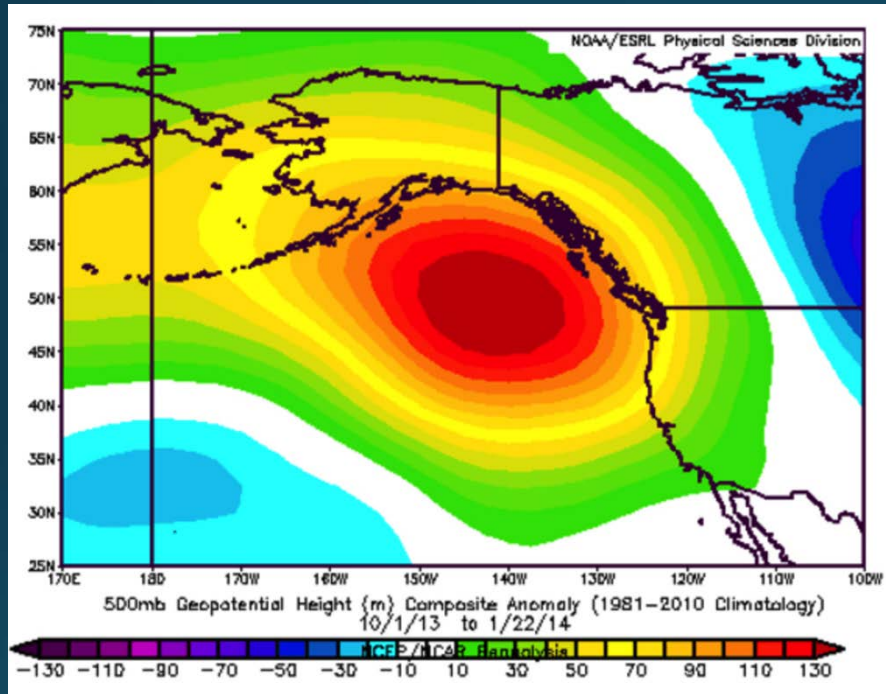 75N
NOAA/ESRL Physical Sciences Division
70N
65N
60N
55N
50N
45N
40N
35N
30N
25N
170E 180 170W 160W 150W 140W 130W 120W 110W 100W
500mb Geopotential Height (m) Composite Anomaly (1981-2010 Climatology)
10/1/13 to 1/22/14
NCEP/NCAR Reanalysis
-130 -110 -90 -70 -50 -30 -10 10 30 50 70 90 110 130